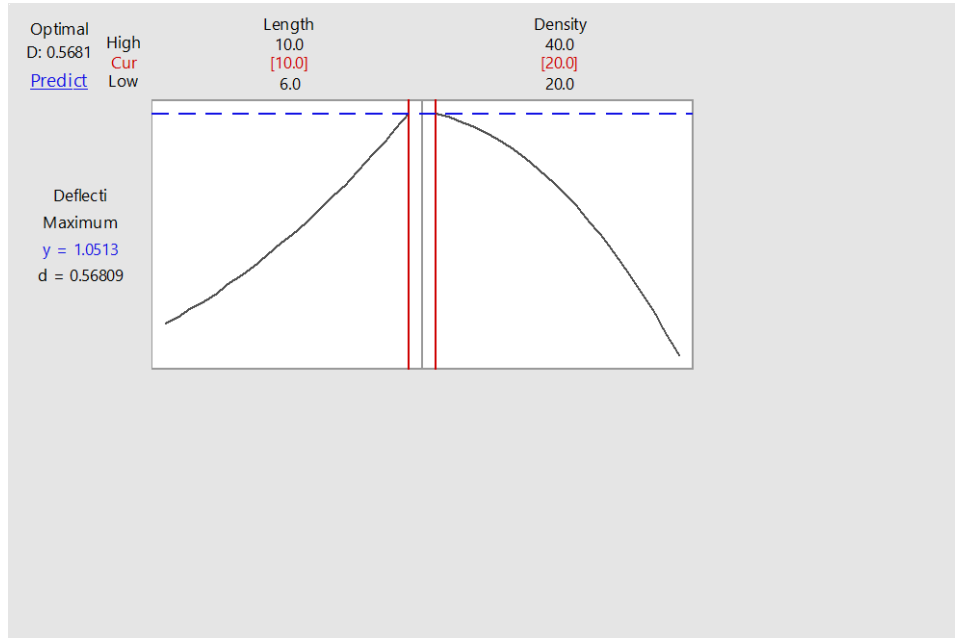 Optimal
D: 0.5681
Predict
High
Cur
Low
Length
10.0
[10.0]
6.0
Density
40.0
[20.0]
20.0
Deflecti
Maximum
y = 1.0513
d = 0.56809